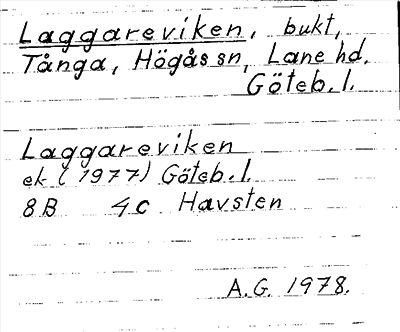 Laggareviken, bukt,
Tånga, Högås sn, Lane hd.
Göteb. l.
Laggareviken
ek (1977) Göteb. l.
8B 4c Havsten
A.G. 1978.